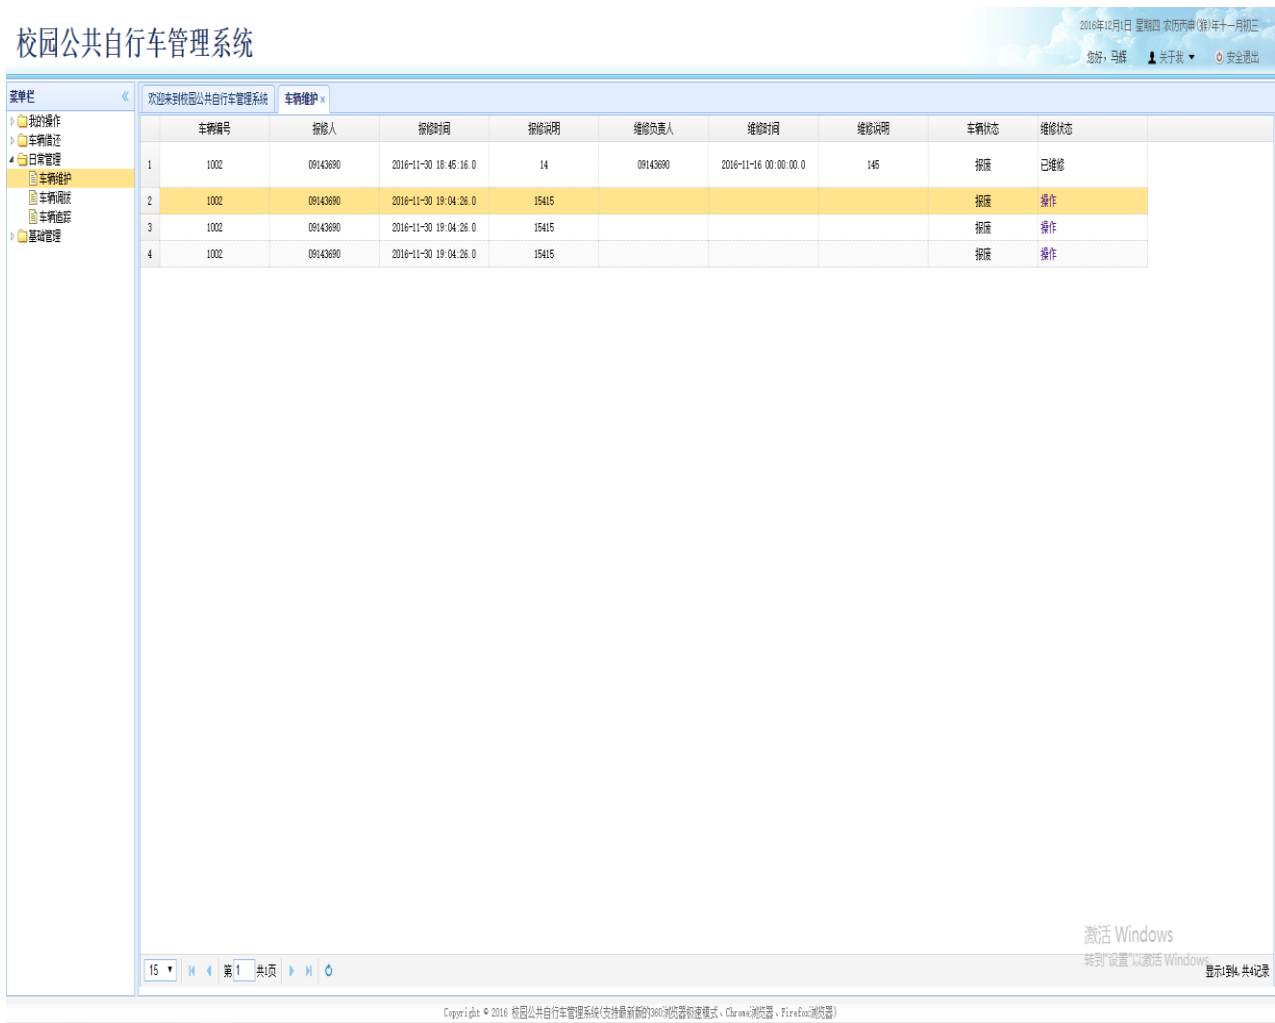 校园公共自行车管理系统
2016年12月1日 星期四 农历丙申(猴)年十一月初三
您好，马辉 关于我 安全退出
菜单栏
我的操作
车辆借还
日常管理
车辆维护
车辆调拨
车辆追踪
基础管理
欢迎来到校园公共自行车管理系统 车辆维护 ×
车辆编号 报修人 报修时间 报修说明 维修负责人 维修时间 维修说明 车辆状态 维修状态
1 1002 09143690 2016-11-30 18:45:16.0 14 09143690 2016-11-16 00:00:00.0 145 报废 已维修
2 1002 09143690 2016-11-30 19:04:26.0 15415 报废 操作
3 1002 09143690 2016-11-30 19:04:26.0 15415 报废 操作
4 1002 09143690 2016-11-30 19:04:26.0 15415 报废 操作
激活 Windows
转到"设置"以激活 Windows。
15 第 1 共1页
显示1到4, 共4记录
Copyright © 2016 校园公共自行车管理系统(支持最新版的360浏览器极速模式、Chrome浏览器、Firefox浏览器)